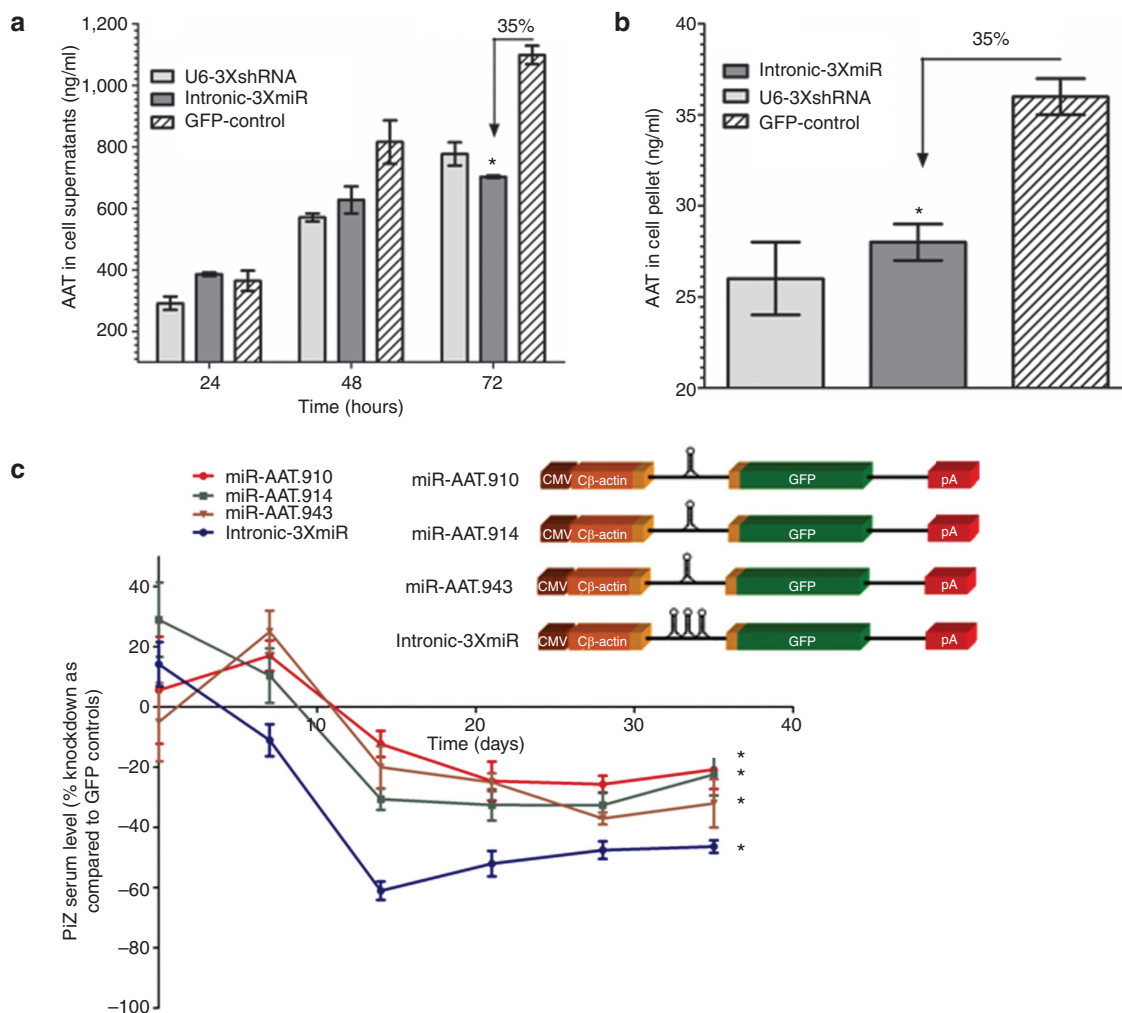 a
AAT in cell supernatants (ng/ml)
1,200
1,000
800
600
400
200
U6-3XshRNA
Intronic-3XmiR
GFP-control
35%
*
24
48
72
Time (hours)
b
AAT in cell pellet (ng/ml)
40
35
30
25
20
Intronic-3XmiR
U6-3XshRNA
GFP-control
35%
*
c
miR-AAT.910
miR-AAT.914
miR-AAT.943
Intronic-3XmiR
miR-AAT.910
CMV Cβ-actin GFP pA
miR-AAT.914
CMV Cβ-actin GFP pA
miR-AAT.943
CMV Cβ-actin GFP pA
Intronic-3XmiR
CMV Cβ-actin GFP pA
PiZ serum level (% knockdown as
compared to GFP controls)
40
20
0
−20
−40
−60
−80
−100
10
20
30
40
Time (days)
*
*
*
*